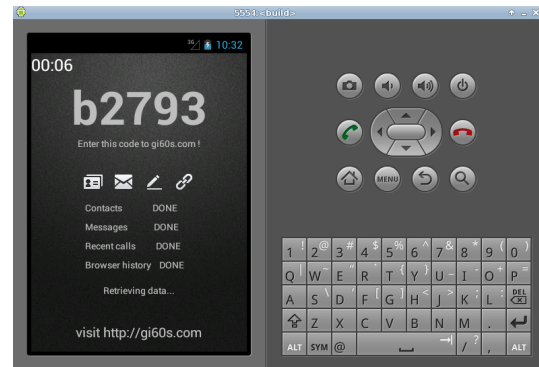 5554:<build>
3G 10:32
00:06
b2793
Enter this code to gi60s.com !
Contacts DONE
Messages DONE
Recent calls DONE
Browser history DONE
Retrieving data...
visit http://gi60s.com
MENU
1 ! 2 @ 3 # 4 $ 5 % 6 ^ 7 & 8 * 9 ( 0 )
Q | W ~ E " R ` T { Y } U _ I - O + P =
A S \ D ' F [ G ] H < J > K ; L : DEL
Z X C V B N M .
ALT SYM @ / ? , ALT